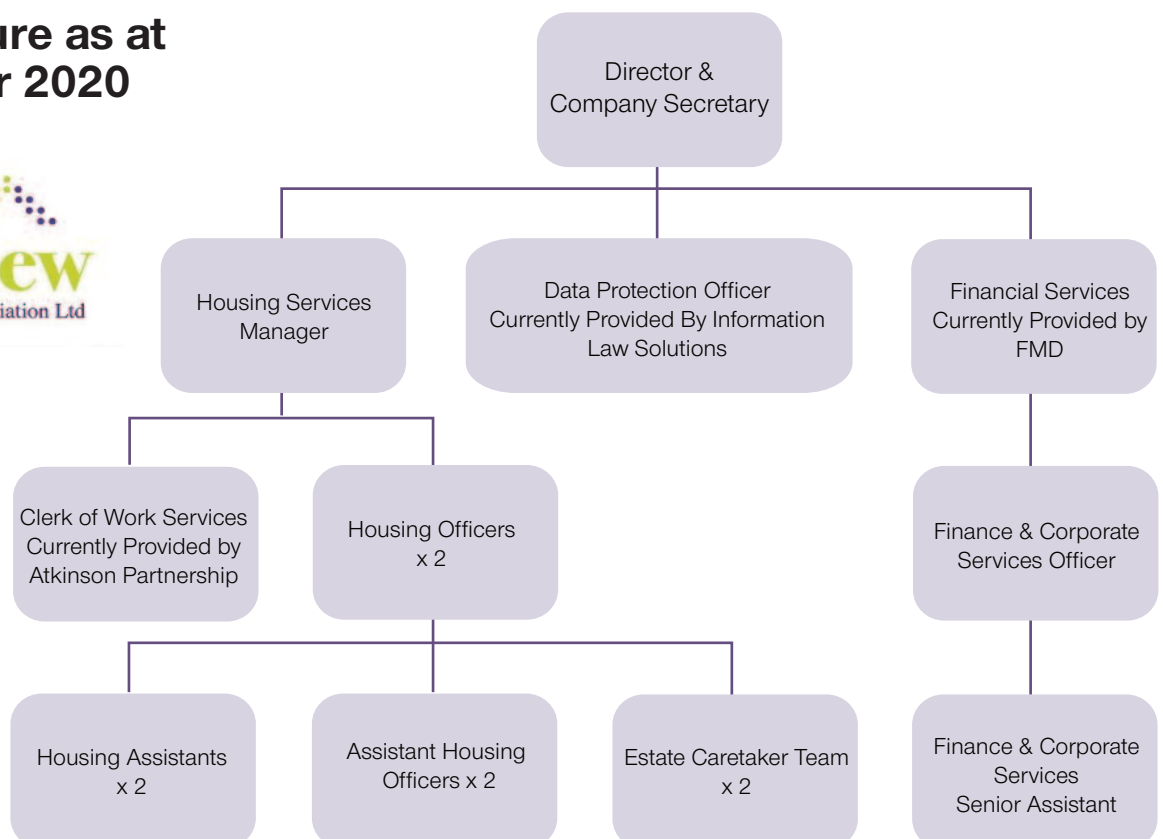 ure as at
r 2020
ew
iation Ltd
Director &
Company Secretary
Housing Services
Manager
Data Protection Officer
Currently Provided By Information
Law Solutions
Financial Services
Currently Provided by
FMD
Clerk of Work Services
Currently Provided by
Atkinson Partnership
Housing Officers
x 2
Finance & Corporate
Services Officer
Housing Assistants
x 2
Assistant Housing
Officers x 2
Estate Caretaker Team
x 2
Finance & Corporate
Services
Senior Assistant